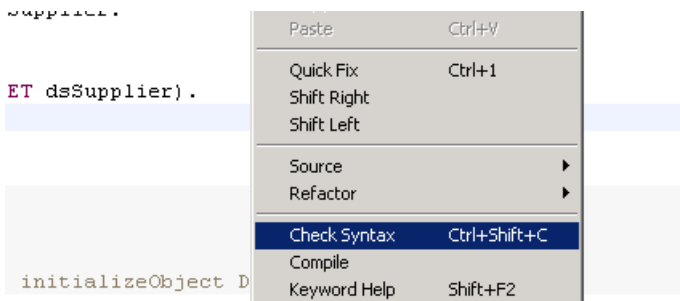 Supplier.
Paste Ctrl+V
Quick Fix Ctrl+1
ET dsSupplier).
Shift Right
Shift Left
Source
Refactor
Check Syntax Ctrl+Shift+C
Compile
initializeObject D
Keyword Help Shift+F2